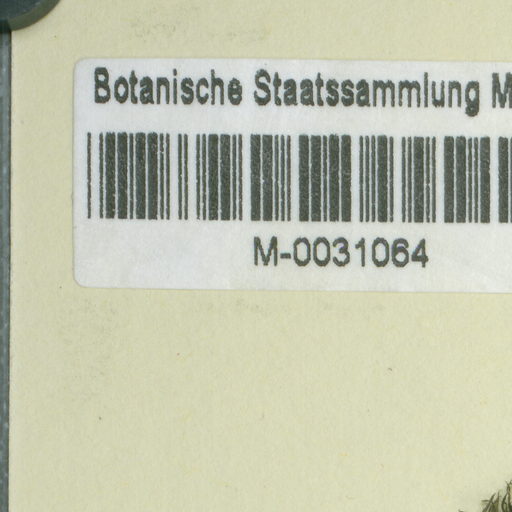 Botanische Staatssammlung M
M-0031064